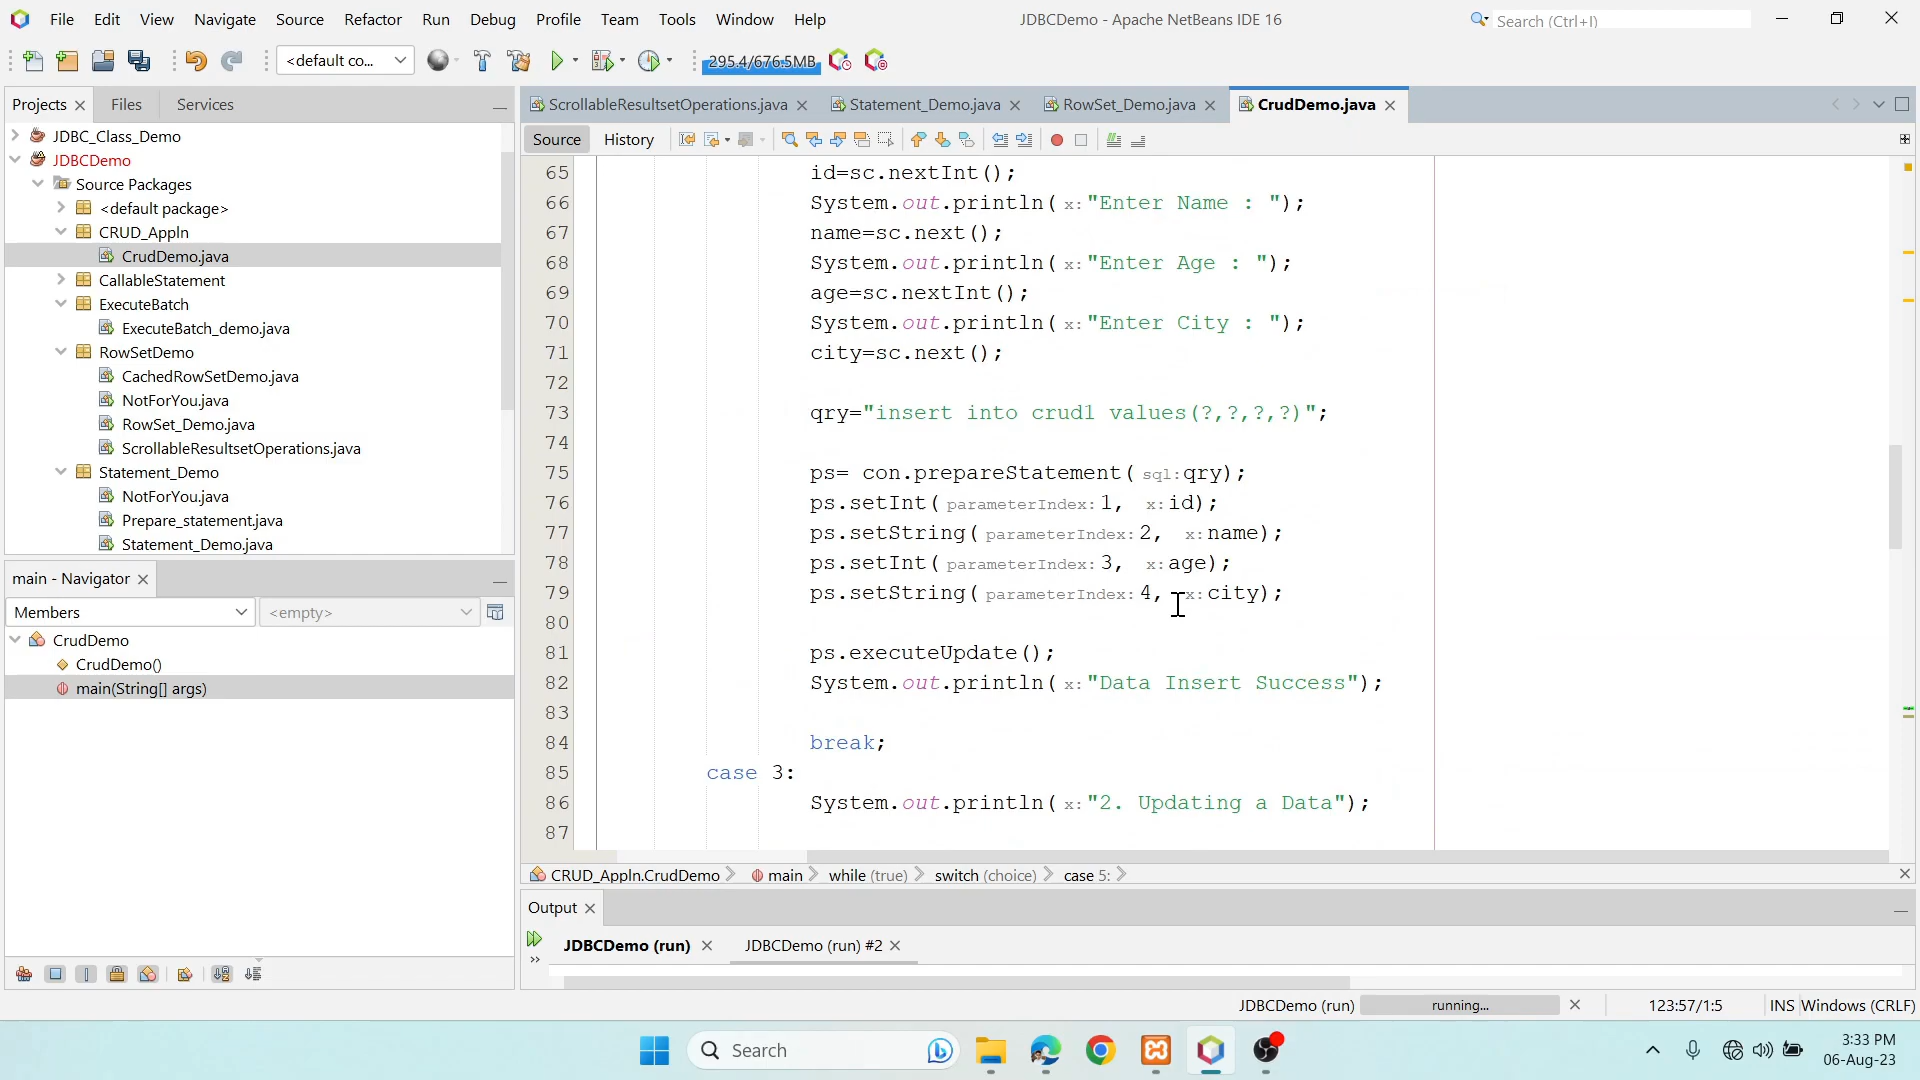 File Edit View Navigate Source Refactor Run Debug Profile Team Tools Window Help
JDBCDemo - Apache NetBeans IDE 16
Search (Ctrl+I)
<default co...
295.4/676.5MB
Projects Files Services
JDBC_Class_Demo
JDBCDemo
Source Packages
<default package>
CRUD_Appln
CrudDemo.java
CallableStatement
ExecuteBatch
ExecuteBatch_demo.java
RowSetDemo
CachedRowSetDemo.java
NotForYou.java
RowSet_Demo.java
ScrollableResultsetOperations.java
Statement_Demo
NotForYou.java
Prepare_statement.java
Statement_Demo.java
main - Navigator
Members <empty>
CrudDemo
CrudDemo()
main(String[] args)
ScrollableResultsetOperations.java Statement_Demo.java RowSet_Demo.java CrudDemo.java
Source History
65 id=sc.nextInt();
66 System.out.println( x: "Enter Name : ");
67 name=sc.next();
68 System.out.println( x: "Enter Age : ");
69 age=sc.nextInt();
70 System.out.println( x: "Enter City : ");
71 city=sc.next();
72
73 qry="insert into crud1 values(?,?,?,?)";
74
75 ps= con.prepareStatement( sql: qry);
76 ps.setInt( parameterIndex: 1, x: id);
77 ps.setString( parameterIndex: 2, x: name);
78 ps.setInt( parameterIndex: 3, x: age);
79 ps.setString( parameterIndex: 4, x: city);
80
81 ps.executeUpdate();
82 System.out.println( x: "Data Insert Success");
83
84 break;
85 case 3:
86 System.out.println( x: "2. Updating a Data");
87
CRUD_Appln.CrudDemo main while (true) switch (choice) case 5:
Output
JDBCDemo (run) JDBCDemo (run) #2
JDBCDemo (run) running... 123:57/1:5 INS Windows (CRLF)
Search
3:33 PM
06-Aug-23